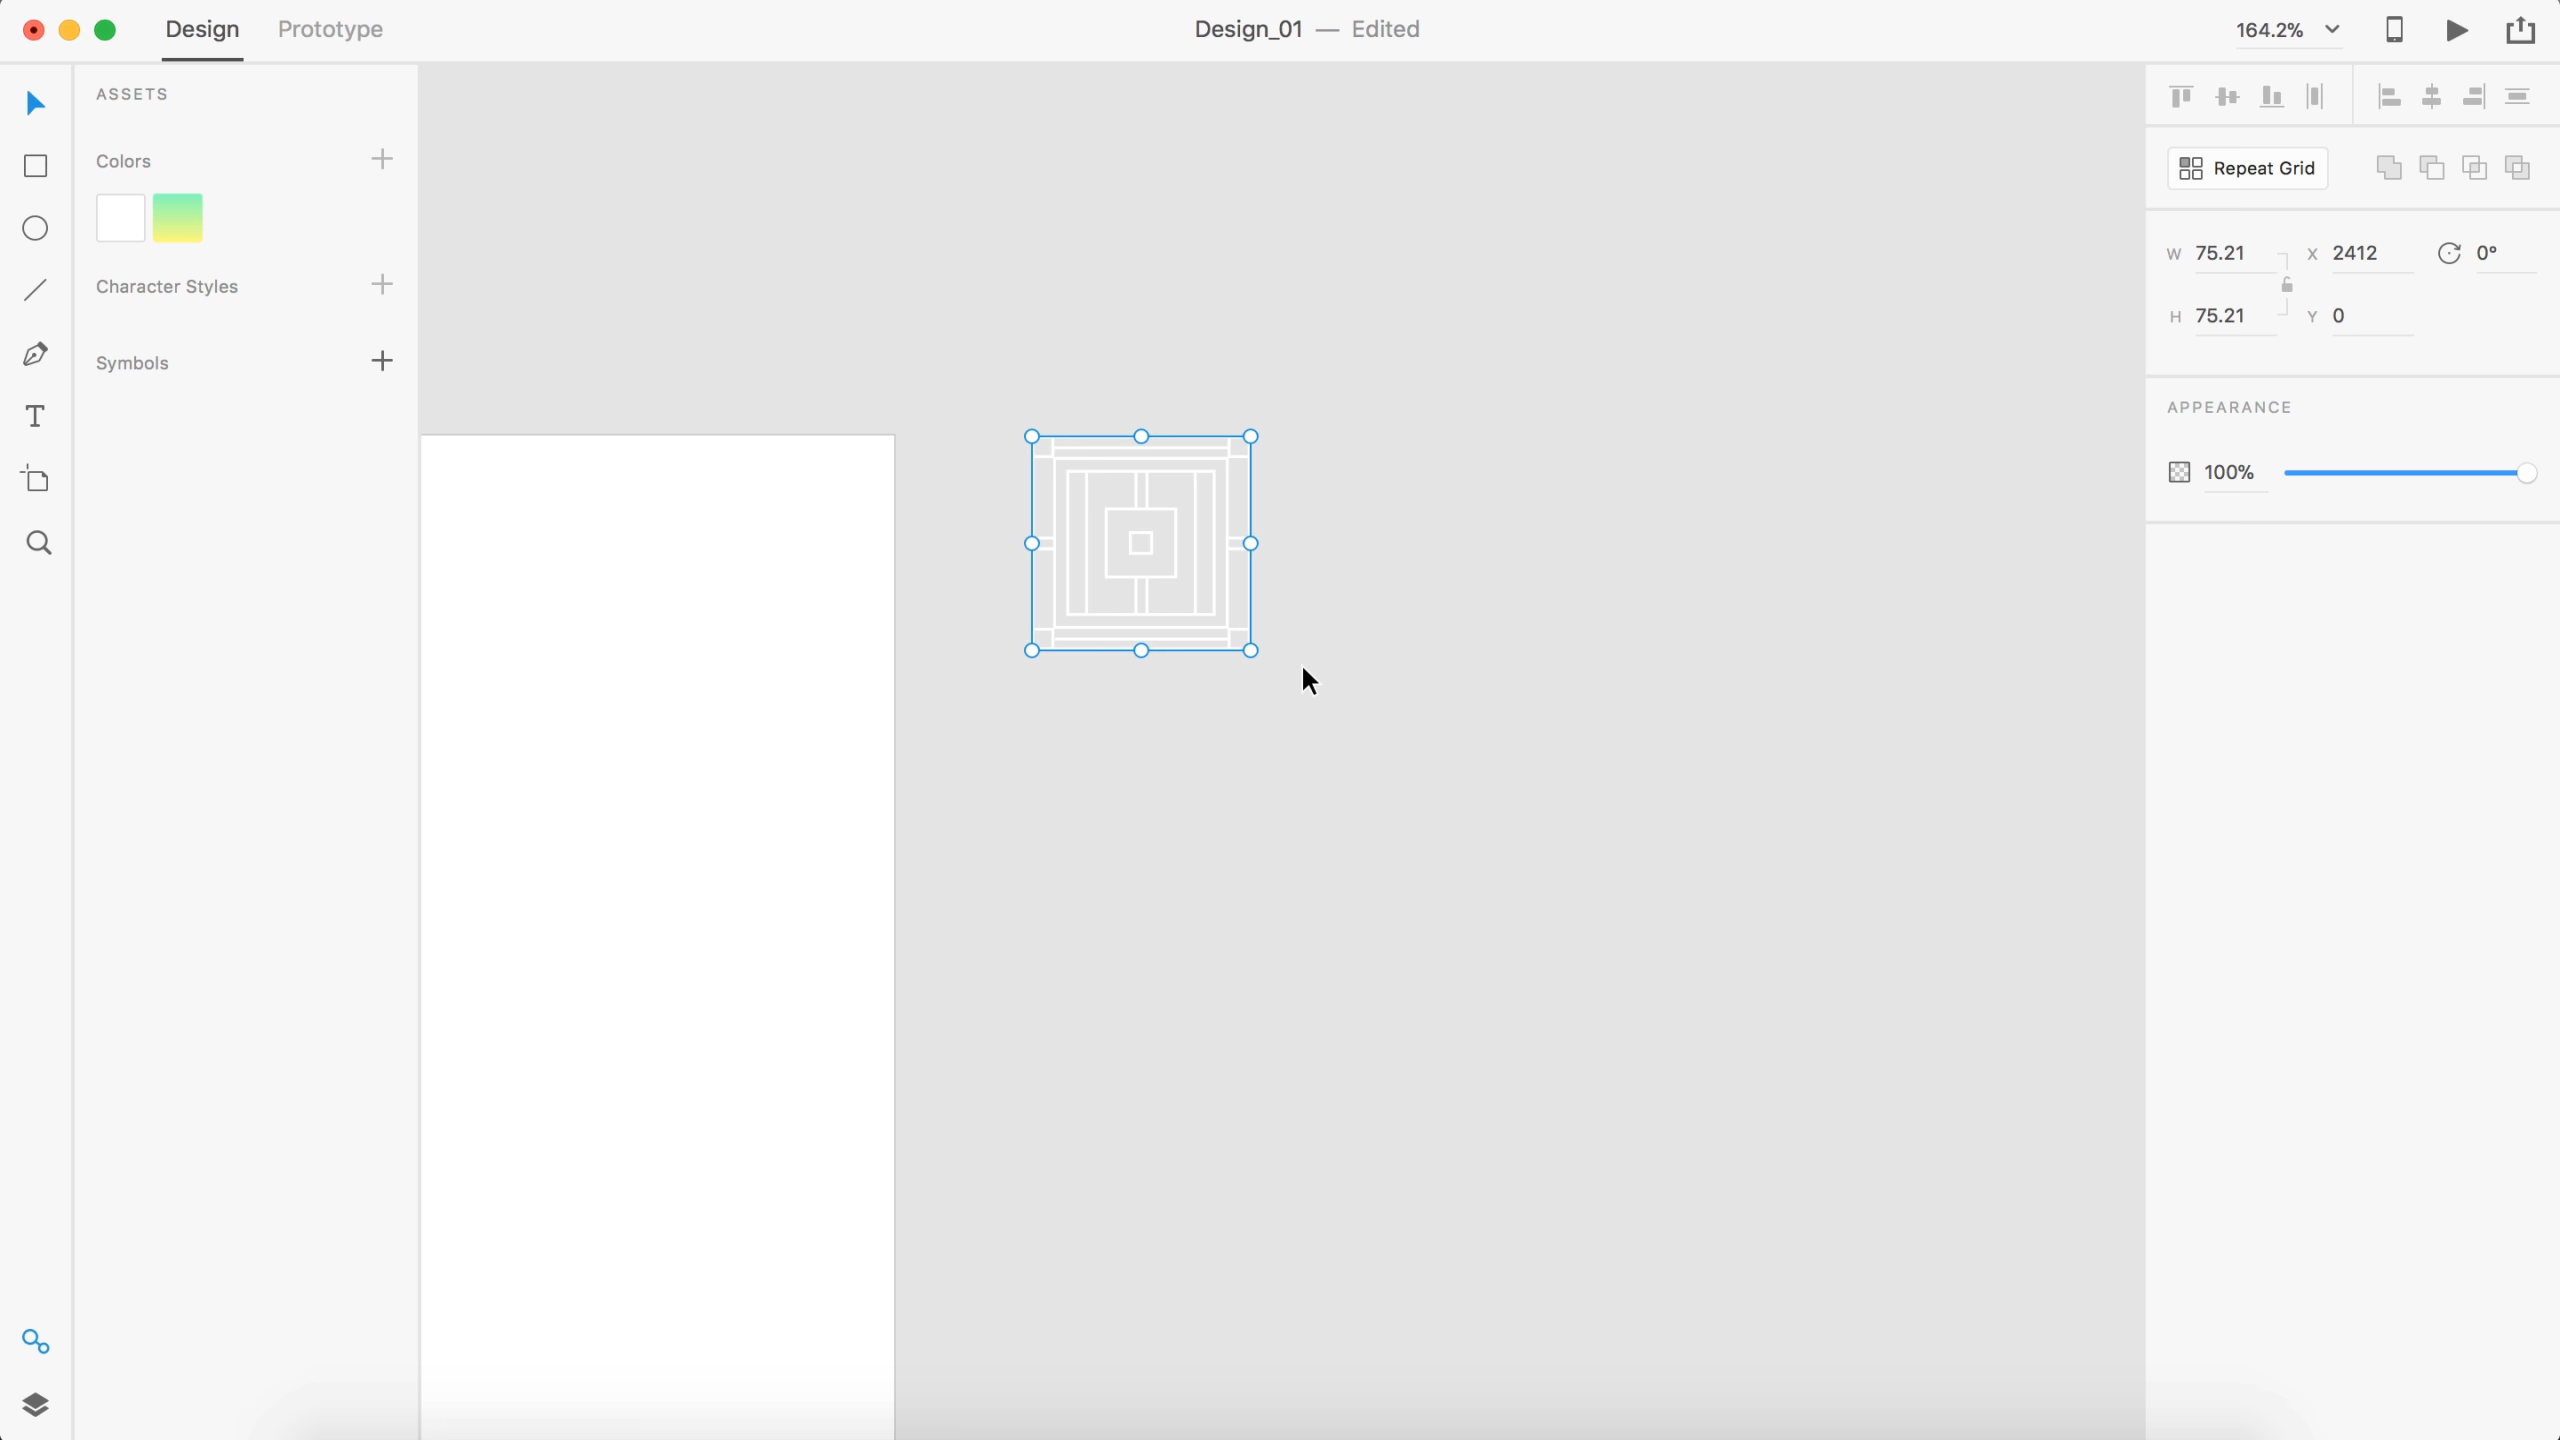 Design Prototype Design_01 — Edited 164.2%
ASSETS
Colors
Character Styles
Symbols
Repeat Grid
W 75.21 X 2412 0°
H 75.21 Y 0
APPEARANCE
100%